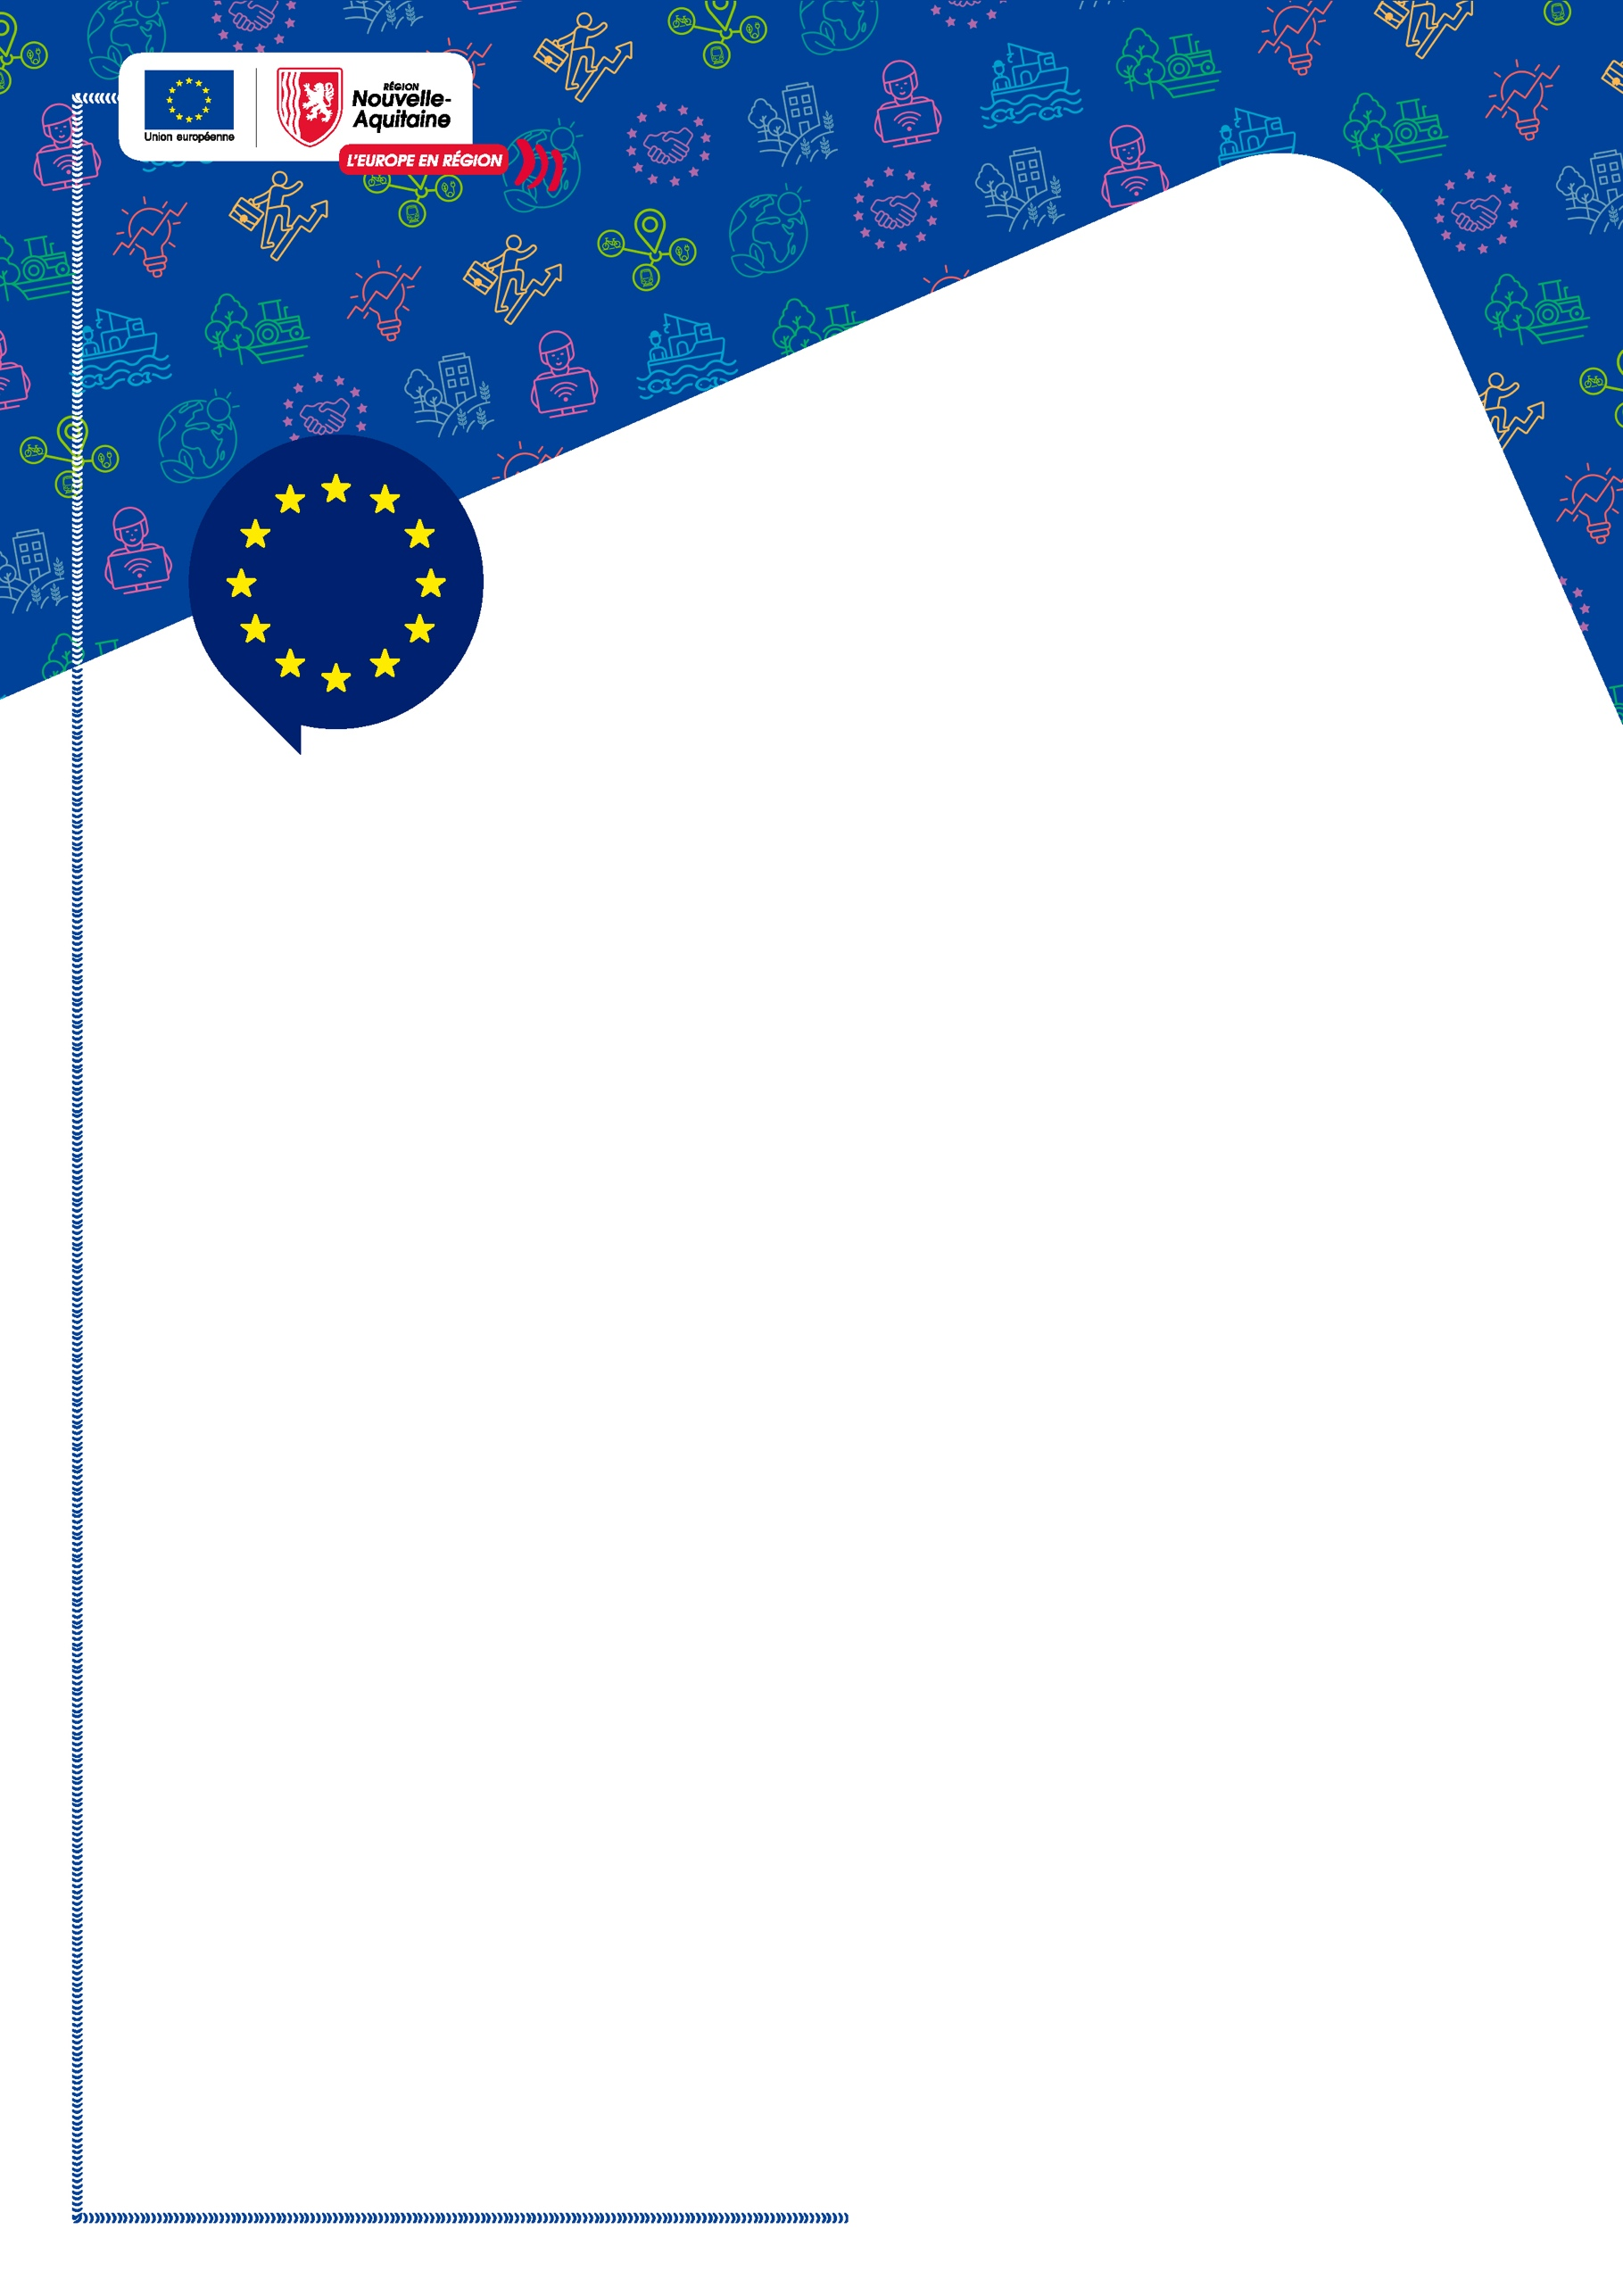 Union européenne
RÉGION
Nouvelle-
Aquitaine
L'EUROPE EN RÉGION